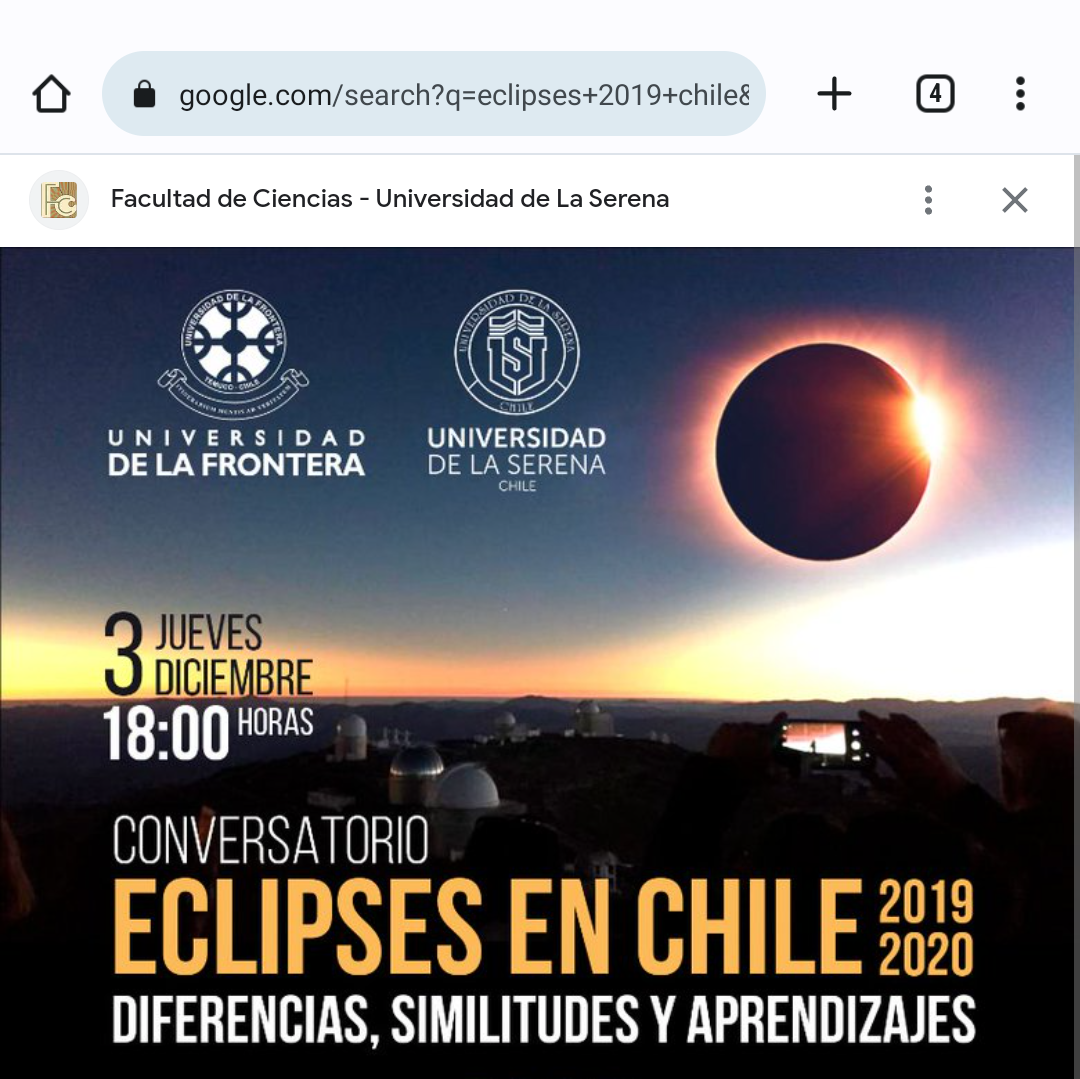 google.com/search?q=eclipses+2019+chile&
4
Facultad de Ciencias - Universidad de La Serena
UNIVERSIDAD DE LA FRONTERA
TEMUCO - CHILE
UNIVERSIDAD
DE LA FRONTERA
UNIVERSIDAD DE LA SERENA
CHILE
UNIVERSIDAD
DE LA SERENA
CHILE
3 JUEVES
DICIEMBRE
18:00 HORAS
CONVERSATORIO
ECLIPSES EN CHILE 2019
2020
DIFERENCIAS, SIMILITUDES Y APRENDIZAJES